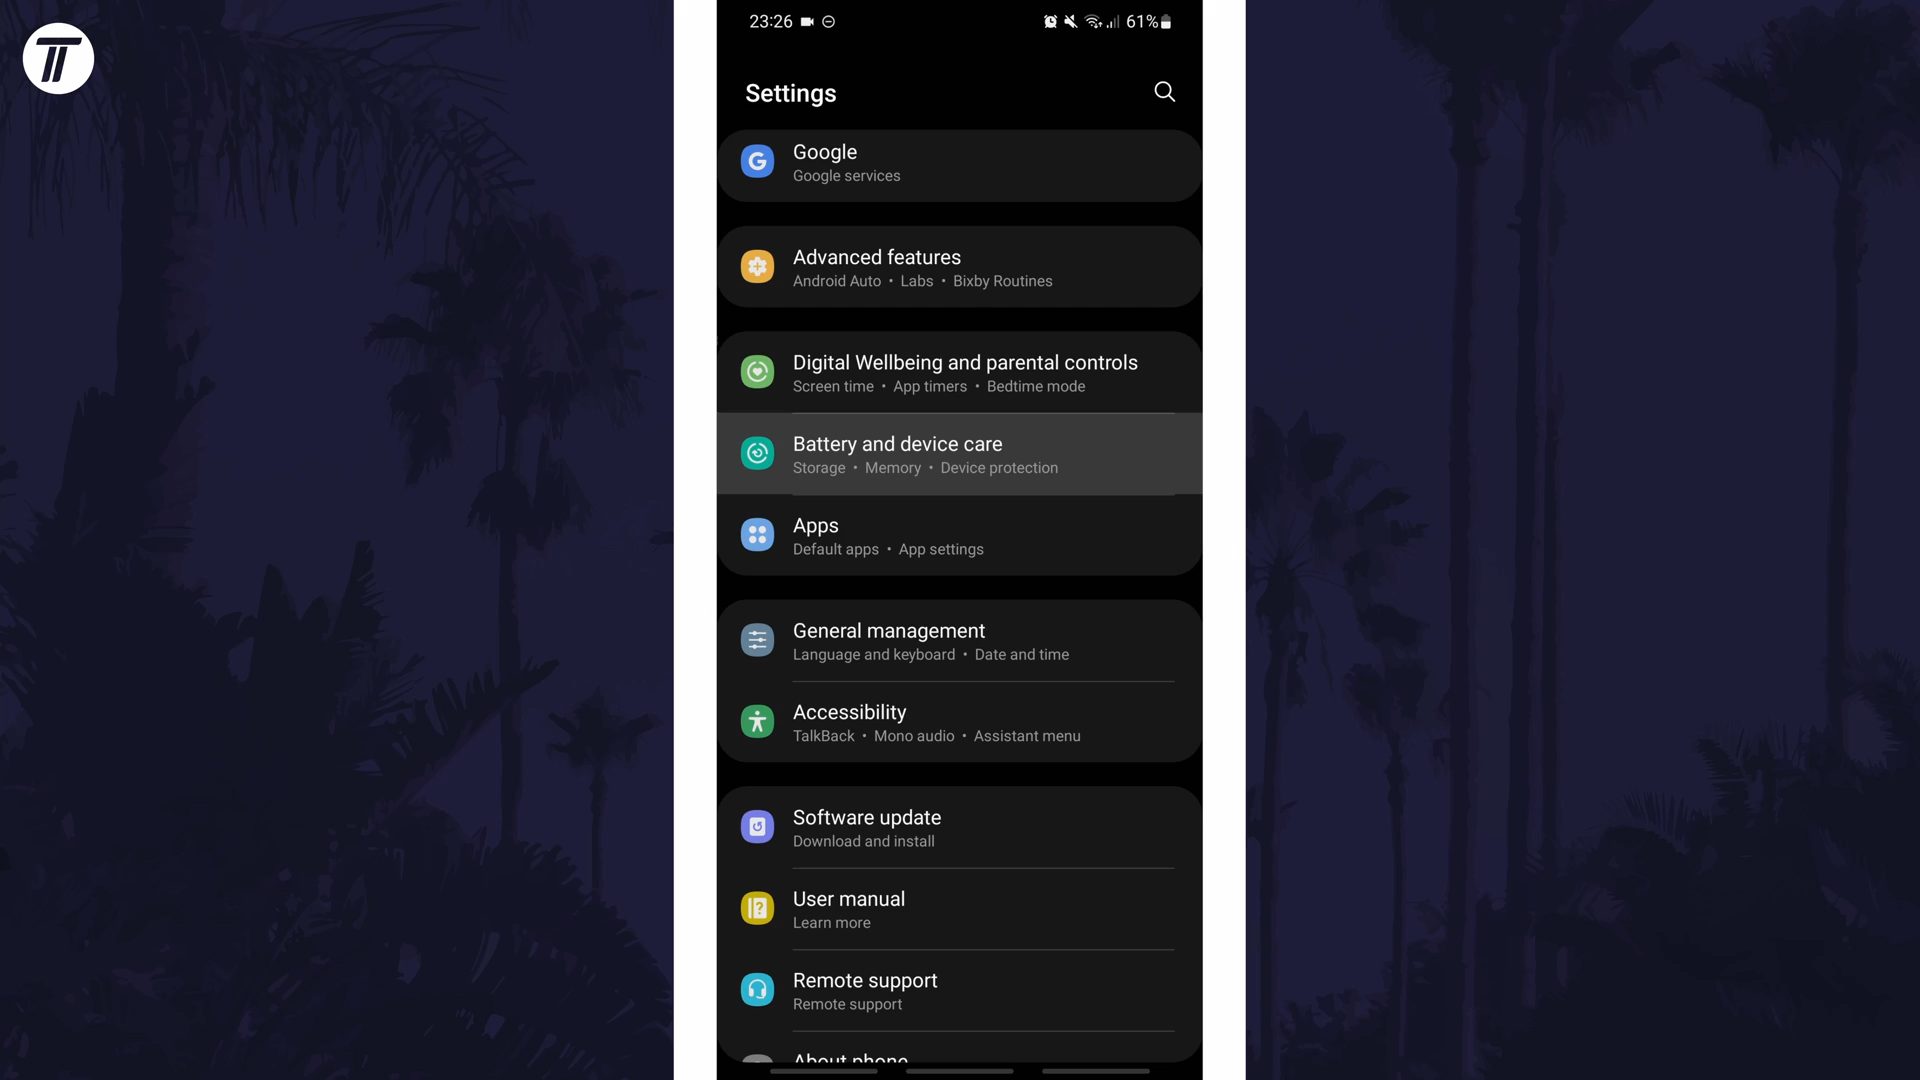 23:26
61%
Settings
Google
Google services
Advanced features
Android Auto • Labs • Bixby Routines
Digital Wellbeing and parental controls
Screen time • App timers • Bedtime mode
Battery and device care
Storage • Memory • Device protection
Apps
Default apps • App settings
General management
Language and keyboard • Date and time
Accessibility
TalkBack • Mono audio • Assistant menu
Software update
Download and install
User manual
Learn more
Remote support
Remote support
About phone